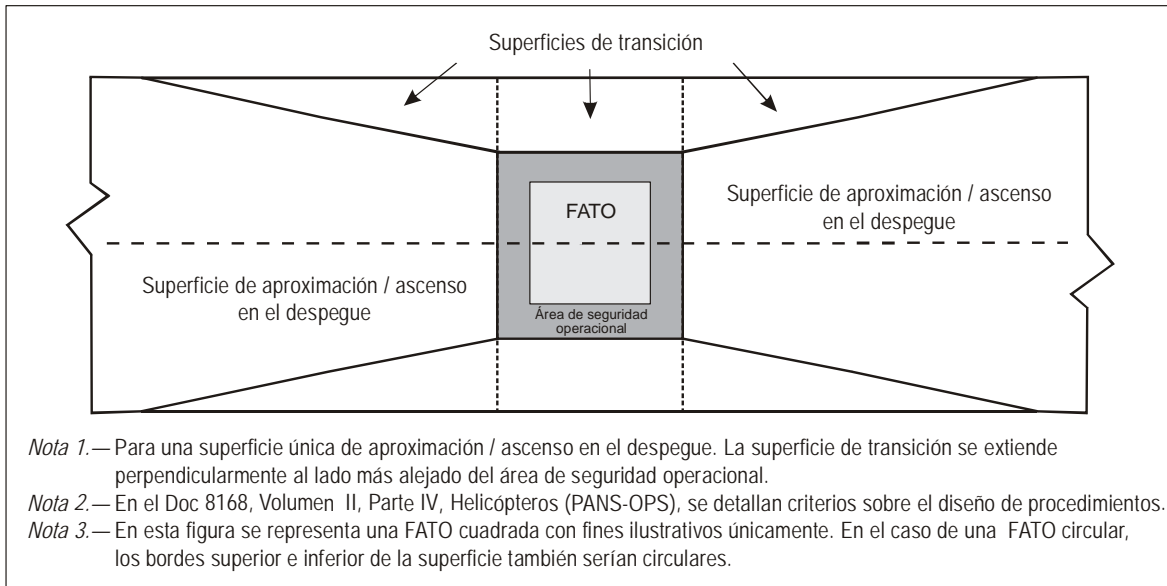 Superficies de transición
Superficie de aproximación / ascenso
en el despegue
FATO
Superficie de aproximación / ascenso
en el despegue
Área de seguridad
operacional
Nota 1.— Para una superficie única de aproximación / ascenso en el despegue. La superficie de transición se extiende
perpendicularmente al lado más alejado del área de seguridad operacional.
Nota 2.— En el Doc 8168, Volumen II, Parte IV, Helicópteros (PANS-OPS), se detallan criterios sobre el diseño de procedimientos.
Nota 3.— En esta figura se representa una FATO cuadrada con fines ilustrativos únicamente. En el caso de una FATO circular,
los bordes superior e inferior de la superficie también serían circulares.